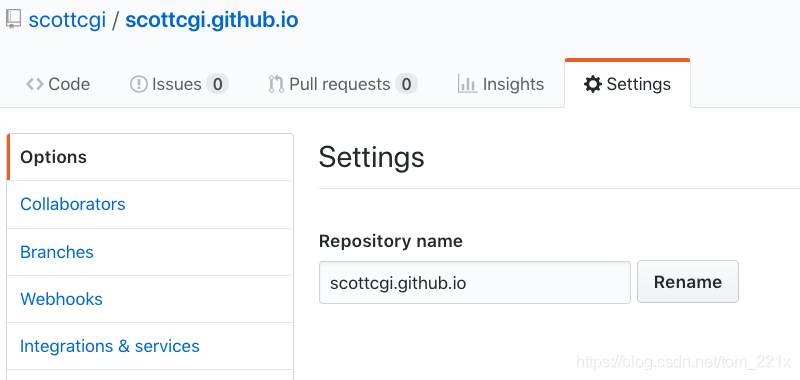 scottcgi / scottcgi.github.io
Code Issues 0 Pull requests 0 Insights Settings
Options
Collaborators
Branches
Webhooks
Integrations & services
Settings
Repository name
scottcgi.github.io Rename
https://blog.csdn.net/tom_221x